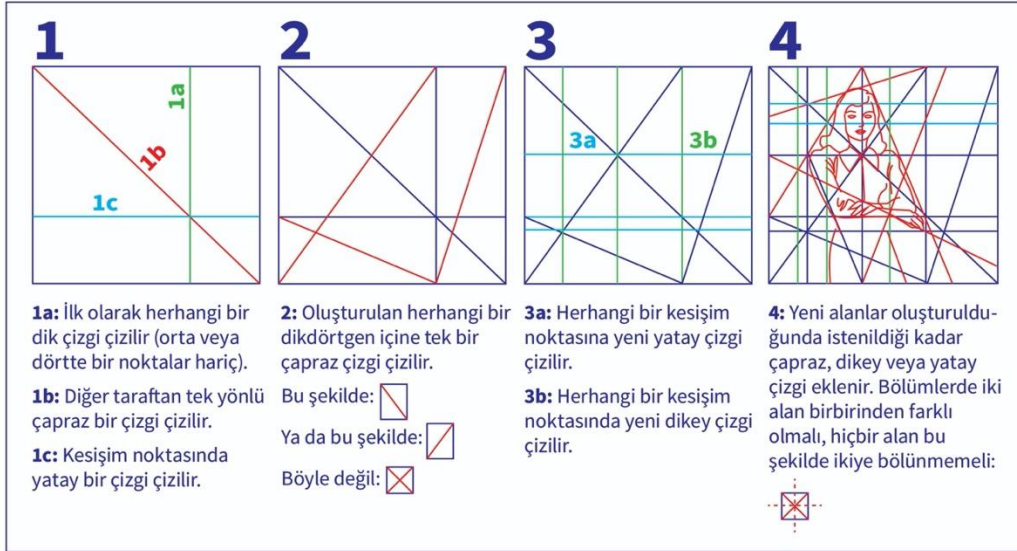 1
2
3
4
1a
1b
1c
3a
3b
1a: İlk olarak herhangi bir
dik çizgi çizilir (orta veya
dörtte bir noktalar hariç).
1b: Diğer taraftan tek yönlü
çapraz bir çizgi çizilir.
1c: Kesişim noktasında
yatay bir çizgi çizilir.
2: Oluşturulan herhangi bir
dikdörtgen içine tek bir
çapraz çizgi çizilir.
Bu şekilde:
Ya da bu şekilde:
Böyle değil:
3a: Herhangi bir kesişim
noktasına yeni yatay çizgi
çizilir.
3b: Herhangi bir kesişim
noktasında yeni dikey çizgi
çizilir.
4: Yeni alanlar oluşturuldu-
ğunda istenildiği kadar
çapraz, dikey veya yatay
çizgi eklenir. Bölümlerde iki
alan birbirinden farklı
olmalı, hiçbir alan bu
şekilde ikiye bölünmemeli: